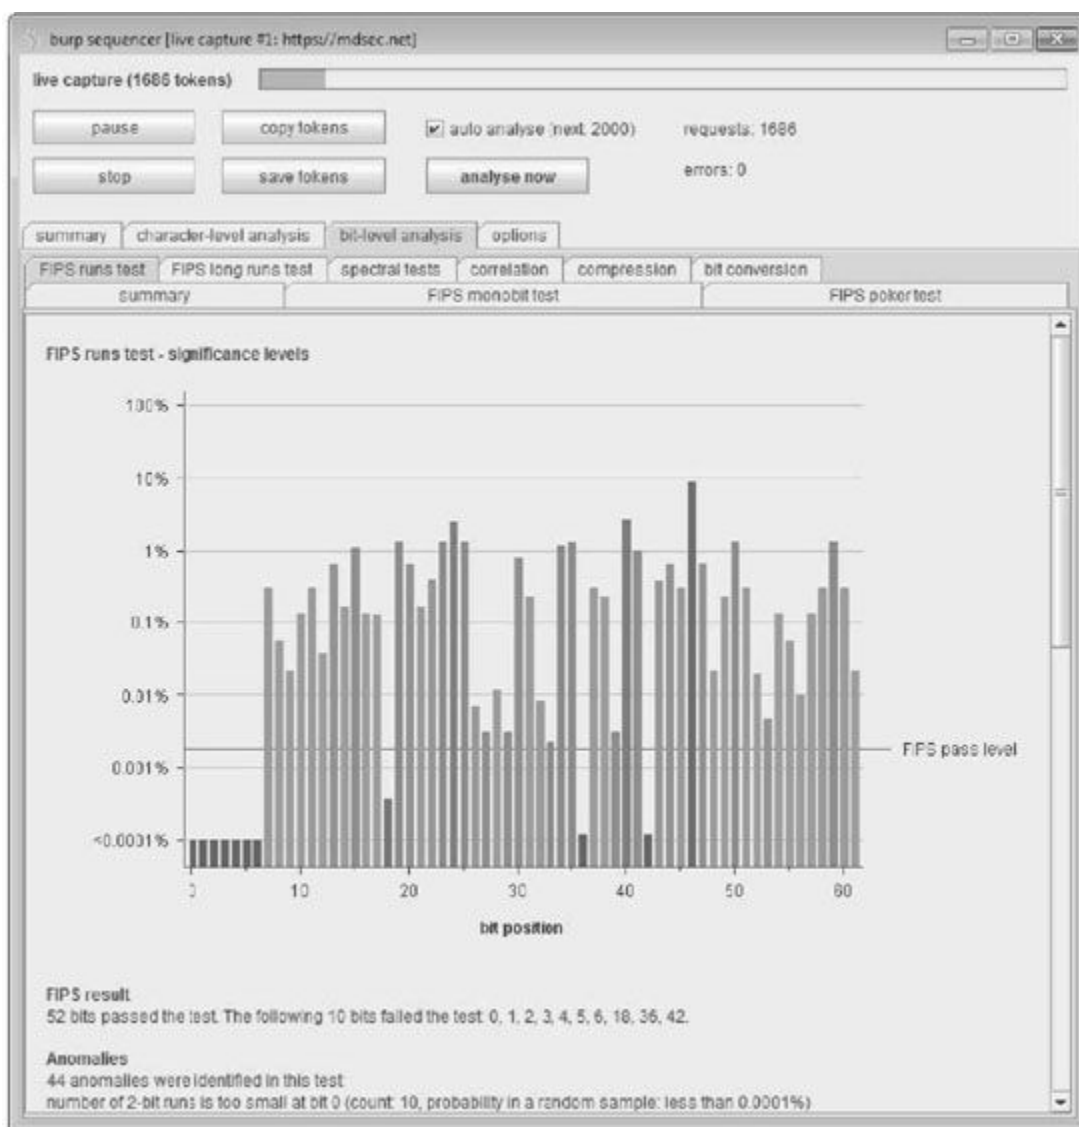 burp sequencer [live capture #1: https://mdsec.net]
live capture (1686 tokens)
pause copy tokens auto analyse (next: 2000) requests: 1686
stop save tokens analyse now errors: 0
summary character-level analysis bit-level analysis options
FIPS runs test FIPS long runs test spectral tests correlation compression bit conversion
summary FIPS monobit test FIPS poker test
FIPS runs test - significance levels
100%
10%
1%
0.1%
0.01%
FIPS pass level
0.001%
<0.0001%
0 10 20 30 40 50 60
bit position
FIPS result
52 bits passed the test. The following 10 bits failed the test: 0, 1, 2, 3, 4, 5, 6, 18, 36, 42.
Anomalies
44 anomalies were identified in this test:
number of 2-bit runs is too small at bit 0 (count: 10, probability in a random sample: less than 0.0001%)